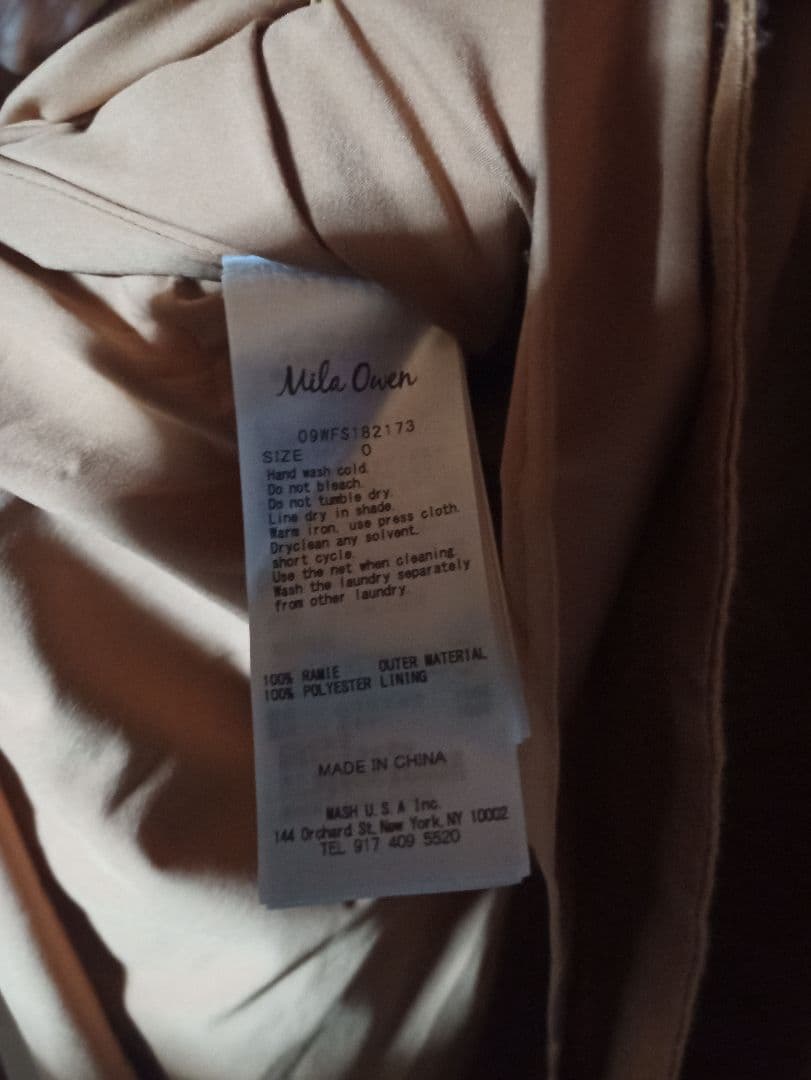 Mila Owen
09WFS182173
SIZE 0
Hand wash cold.
Do not bleach.
Do not tumble dry.
Line dry in shade.
Warm iron, use press cloth.
Dryclean any solvent.
short cycle.
Use the net when cleaning.
Wash the laundry separately
from other laundry.
100% RAMIE OUTER MATERIAL
100% POLYESTER LINING
MADE IN CHINA
MASH U.S.A Inc.
144 Orchard St, New York, NY 10002
TEL 917 409 5520